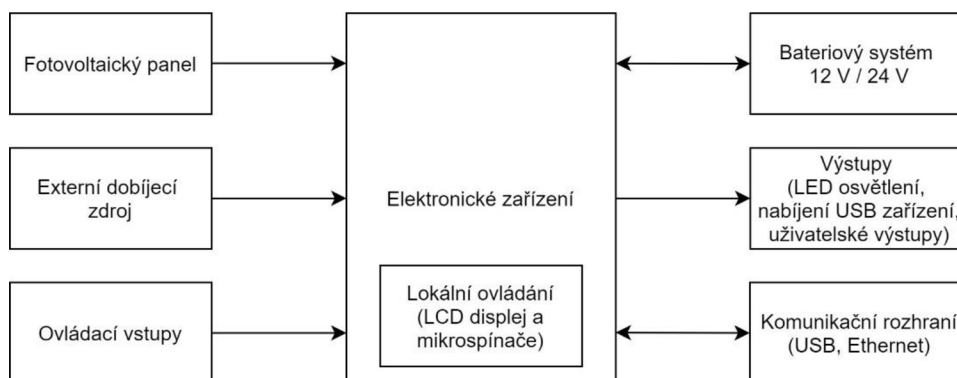 Fotovoltaický panel
Externí dobíjecí
zdroj
Ovládací vstupy
Elektronické zařízení
Lokální ovládání
(LCD displej a
mikrospínače)
Bateriový systém
12 V / 24 V
Výstupy
(LED osvětlení,
nabíjení USB zařízení,
uživatelské výstupy)
Komunikační rozhraní
(USB, Ethernet)